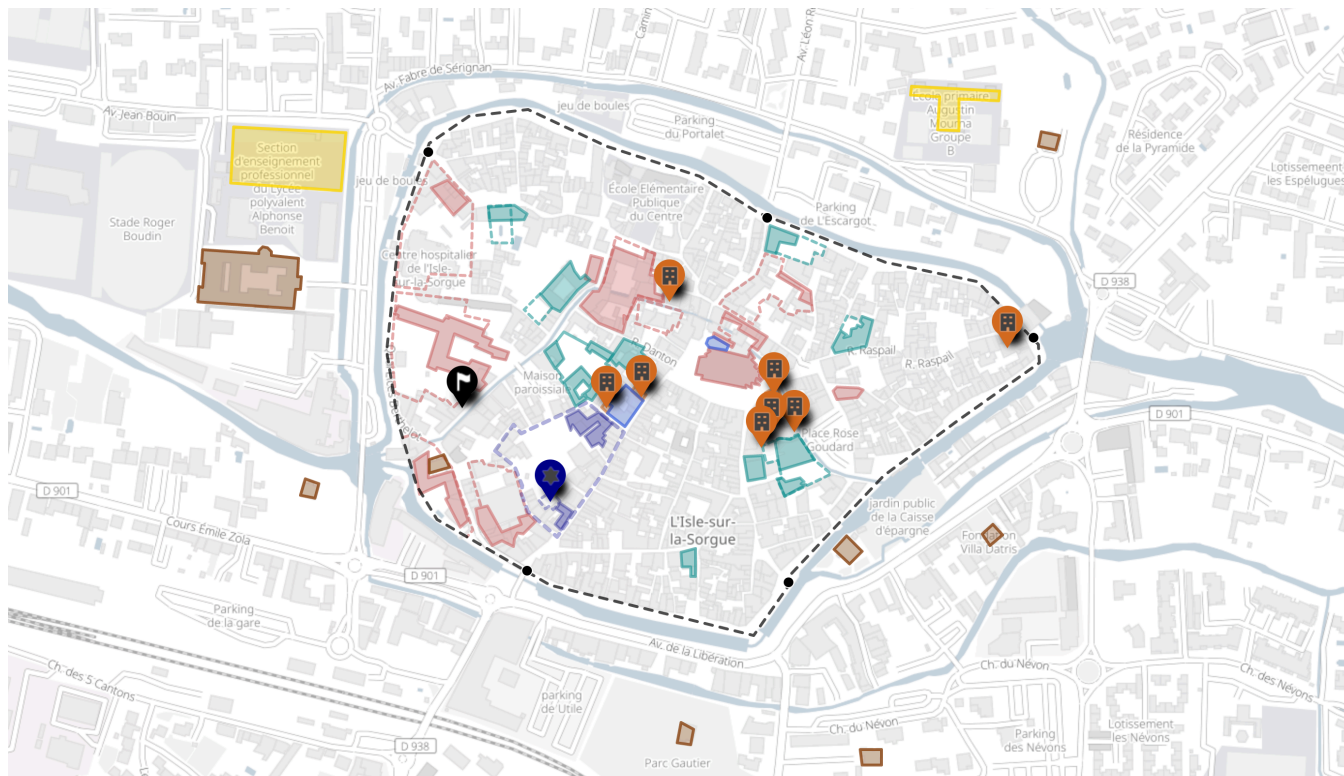 Av. Fabre de Sérignan
Av. Jean Bouin
jeu de boules
Parking
du Portalet
École primaire
Augustin
Mourna
Groupe
B
Résidence
de la Pyramide
Lotissement
les Espélugues
Section
d'enseignement
professionnel
du Lycée
polyvalent
Alphonse
Benoit
jeu de boules
Stade Roger
Boudin
École Élémentaire
Publique
du Centre
Parking
de L'Escargot
Centre hospitalier
de l'Isle-
sur-la-Sorgue
D 938
R. Danton
R. Raspail
R. Raspail
Maison
paroissiale
D 901
Place Rose
Goudard
D 901
Cours Émile Zola
L'Isle-sur-
la-Sorgue
jardin public
de la Caisse
d'épargne
Fondation
Villa Datris
D 901
Parking
de la gare
Av. de la Libération
Ch. du Névon
Ch. des Névons
Ch. des 5 Cantons
parking
de Utile
Ch. du Névon
Parking
des Névons
Lotissement
les Névons
D 938
Parc Gautier